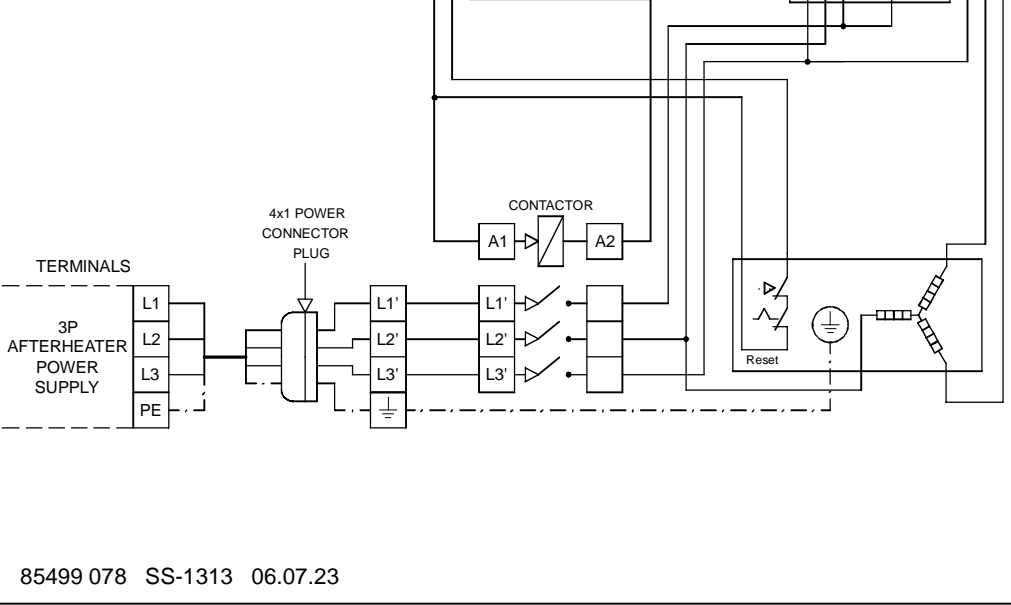 CONTACTOR
A1
A2
4x1 POWER
CONNECTOR
PLUG
TERMINALS
3P
AFTERHEATER
POWER
SUPPLY
L1
L2
L3
PE
L1'
L2'
L3'
L1'
L2'
L3'
Reset
85499 078 SS-1313 06.07.23